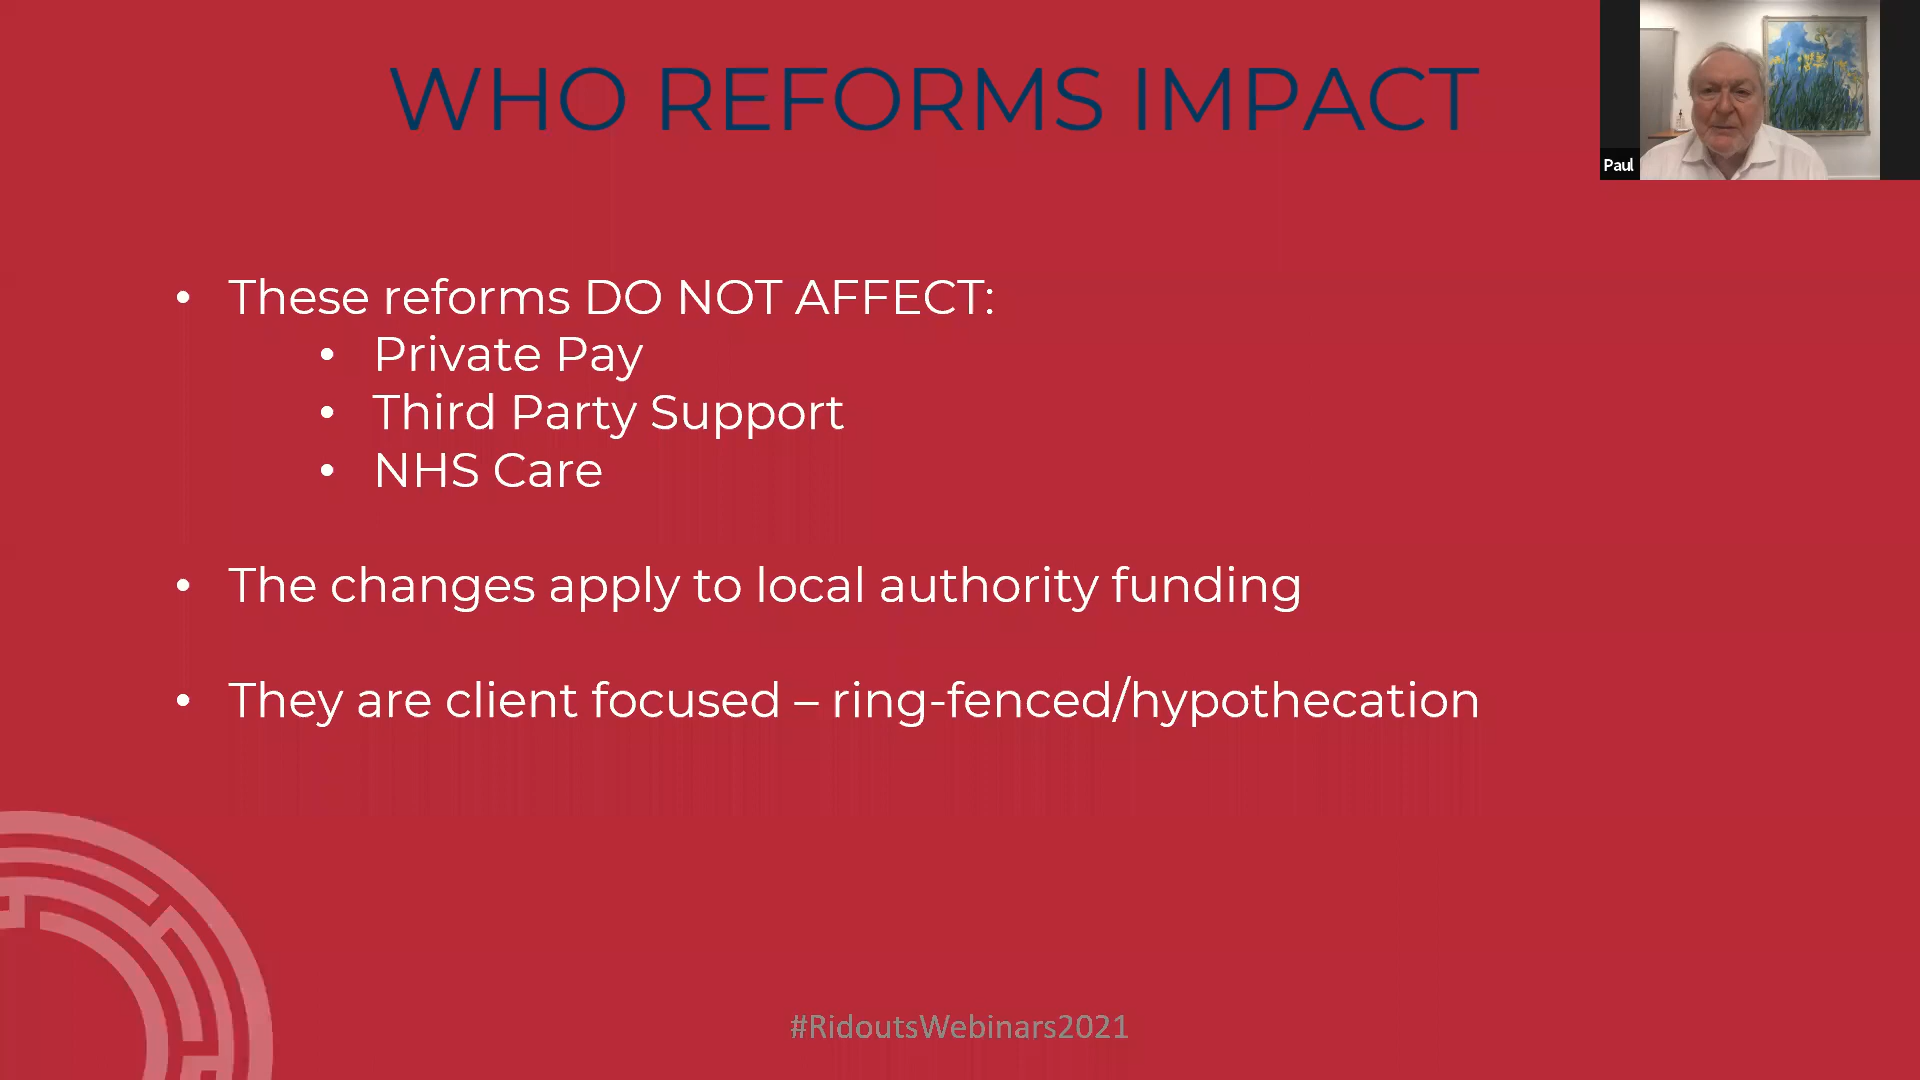 WHO REFORMS IMPACT
Paul
• These reforms DO NOT AFFECT:
• Private Pay
• Third Party Support
• NHS Care
• The changes apply to local authority funding
• They are client focused – ring-fenced/hypothecation
#RidoutsWebinars2021